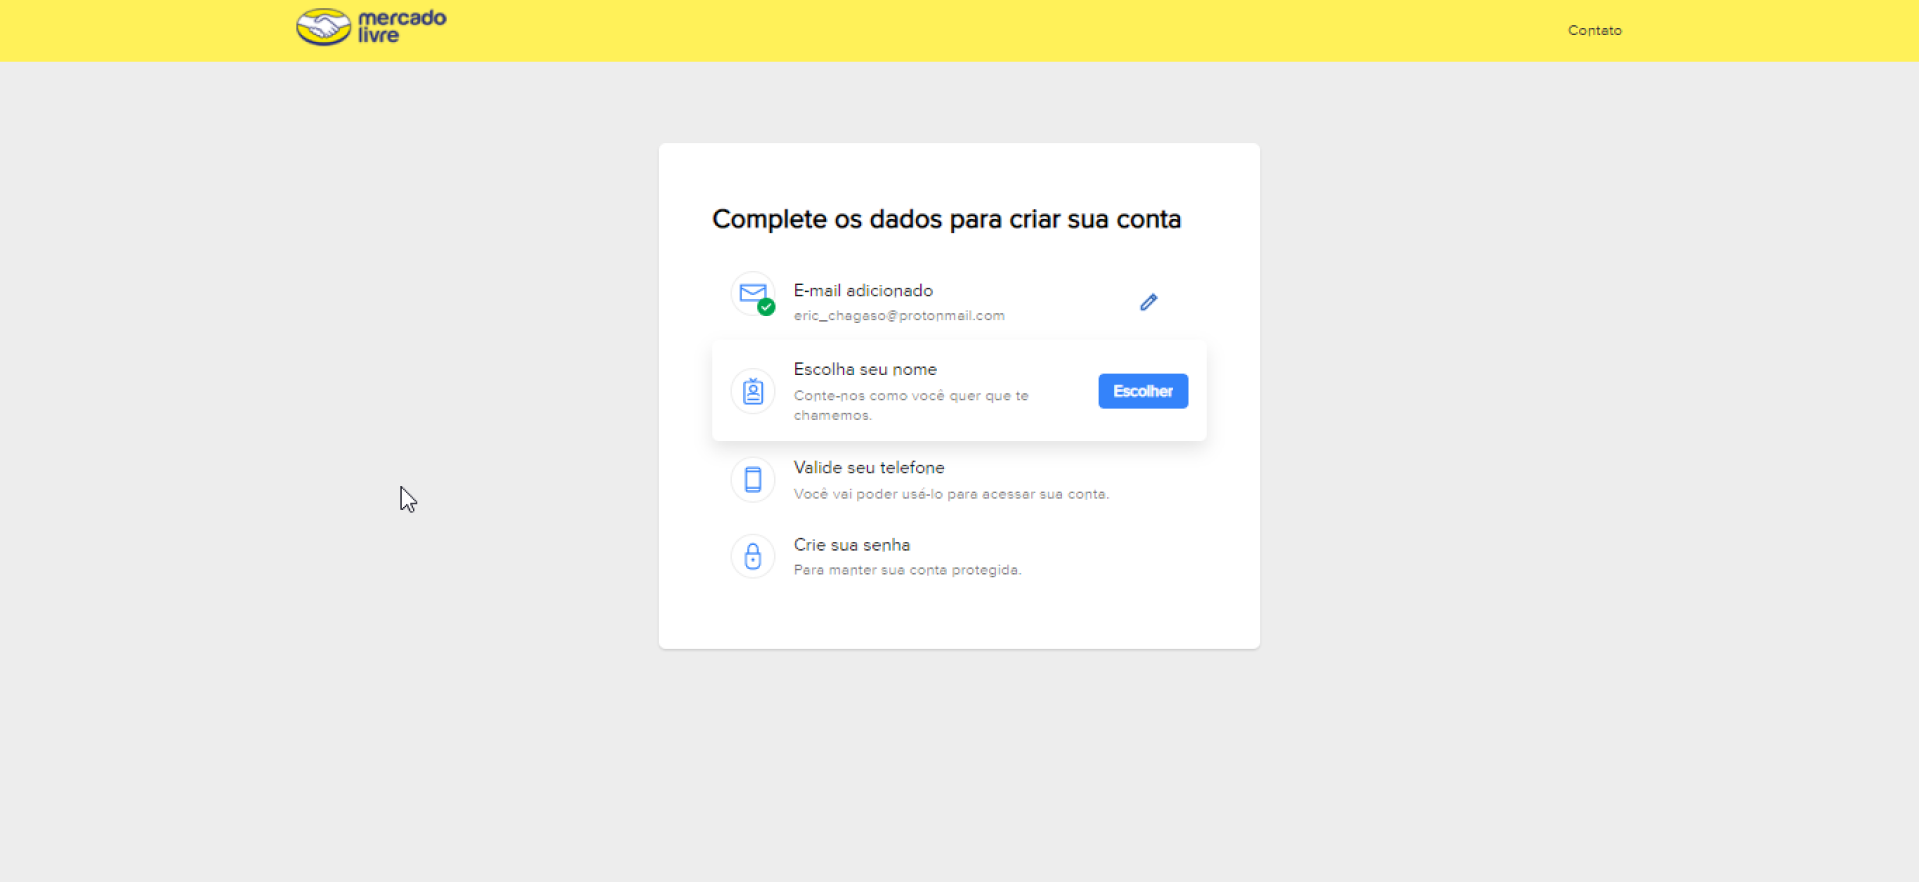 mercado
livre
Contato
Complete os dados para criar sua conta
E-mail adicionado
eric_chagaso@protonmail.com
Escolha seu nome
Conte-nos como você quer que te
chamemos.
Escolher
Valide seu telefone
Você vai poder usá-lo para acessar sua conta.
Crie sua senha
Para manter sua conta protegida.